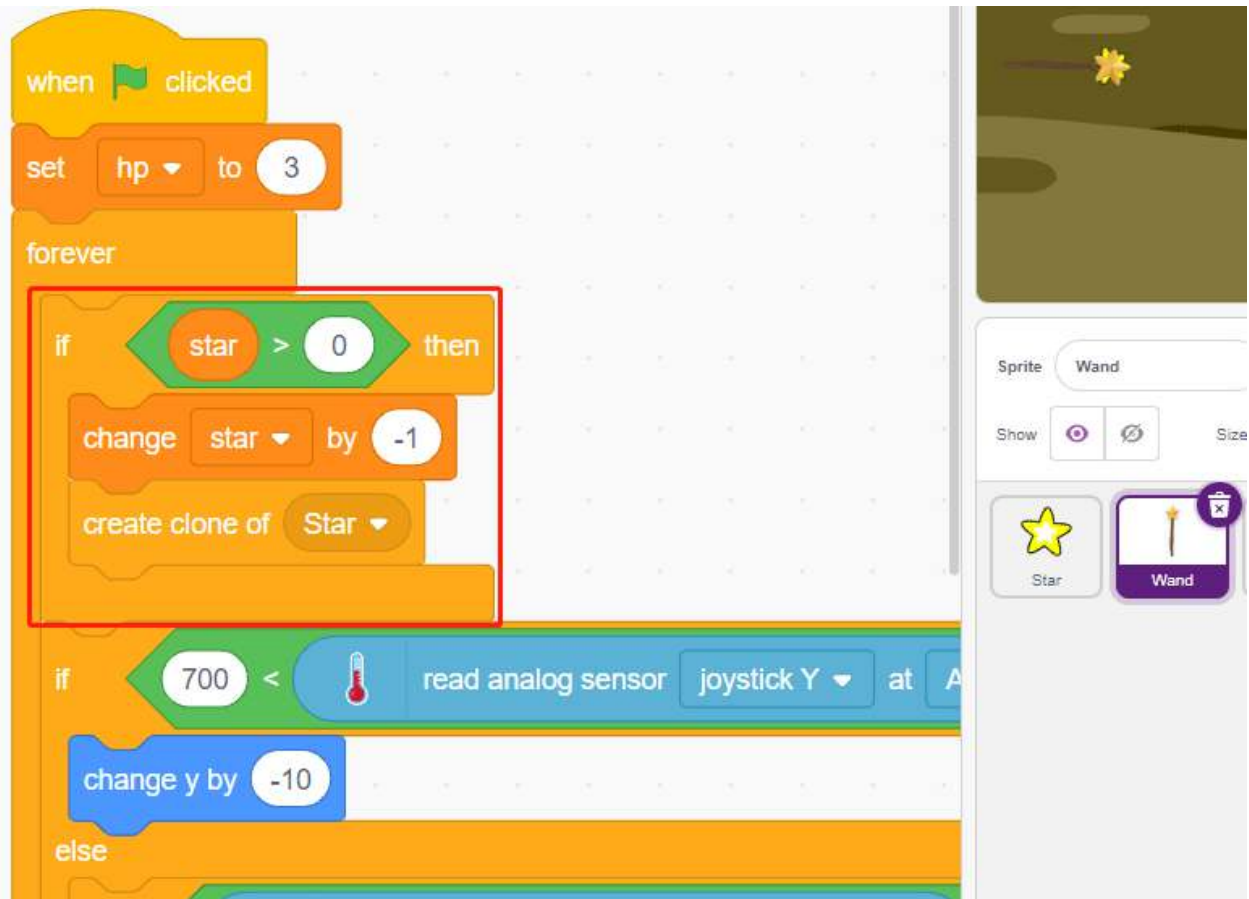 when clicked
set hp to 3
forever
if star > 0 then
change star by -1
create clone of Star
if 700 < read analog sensor joystick Y at
change y by -10
else
Sprite Wand
Show Size
Star Wand